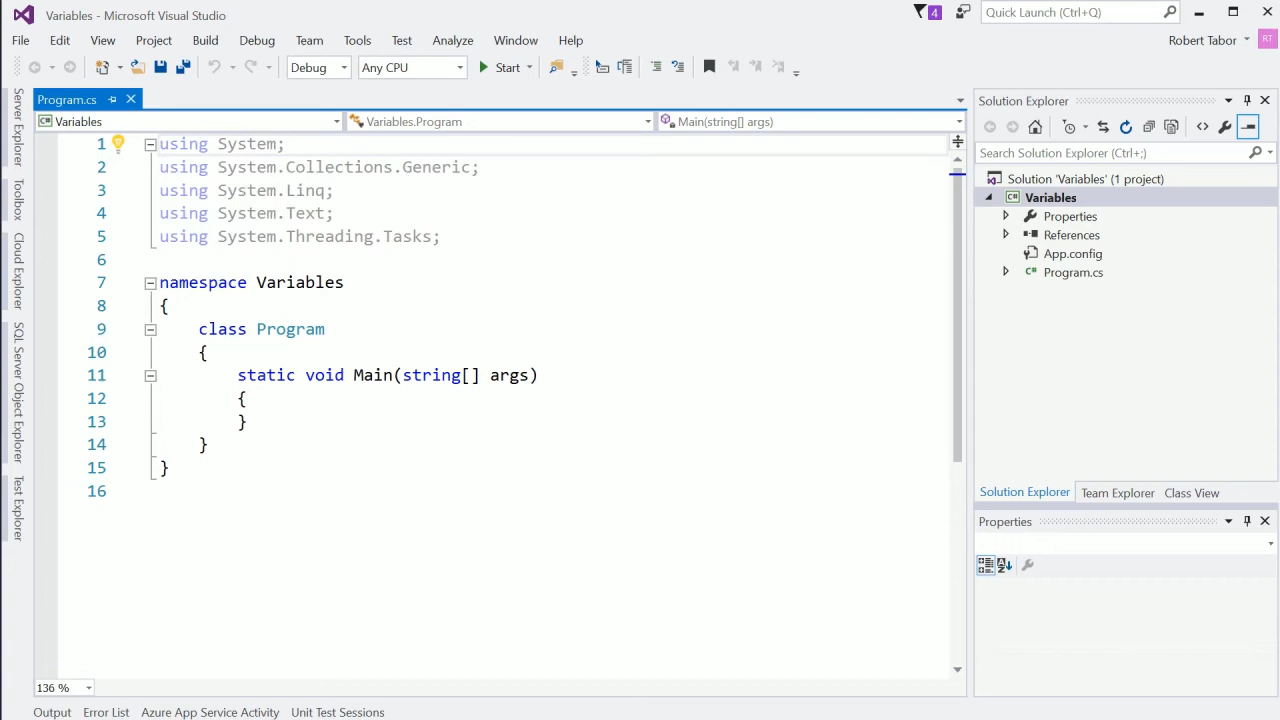 Variables - Microsoft Visual Studio
4
Quick Launch (Ctrl+Q)
File Edit View Project Build Debug Team Tools Test Analyze Window Help
Robert Tabor RT
Debug Any CPU Start
Program.cs
Variables Variables.Program Main(string[] args)
Server Explorer
Toolbox
Cloud Explorer
SQL Server Object Explorer
Test Explorer
1 using System;
2 using System.Collections.Generic;
3 using System.Linq;
4 using System.Text;
5 using System.Threading.Tasks;
6
7 namespace Variables
8 {
9 class Program
10 {
11 static void Main(string[] args)
12 {
13 }
14 }
15 }
16
136 %
Solution Explorer
Search Solution Explorer (Ctrl+;)
Solution 'Variables' (1 project)
C# Variables
Properties
References
App.config
C# Program.cs
Solution Explorer Team Explorer Class View
Properties
Output Error List Azure App Service Activity Unit Test Sessions